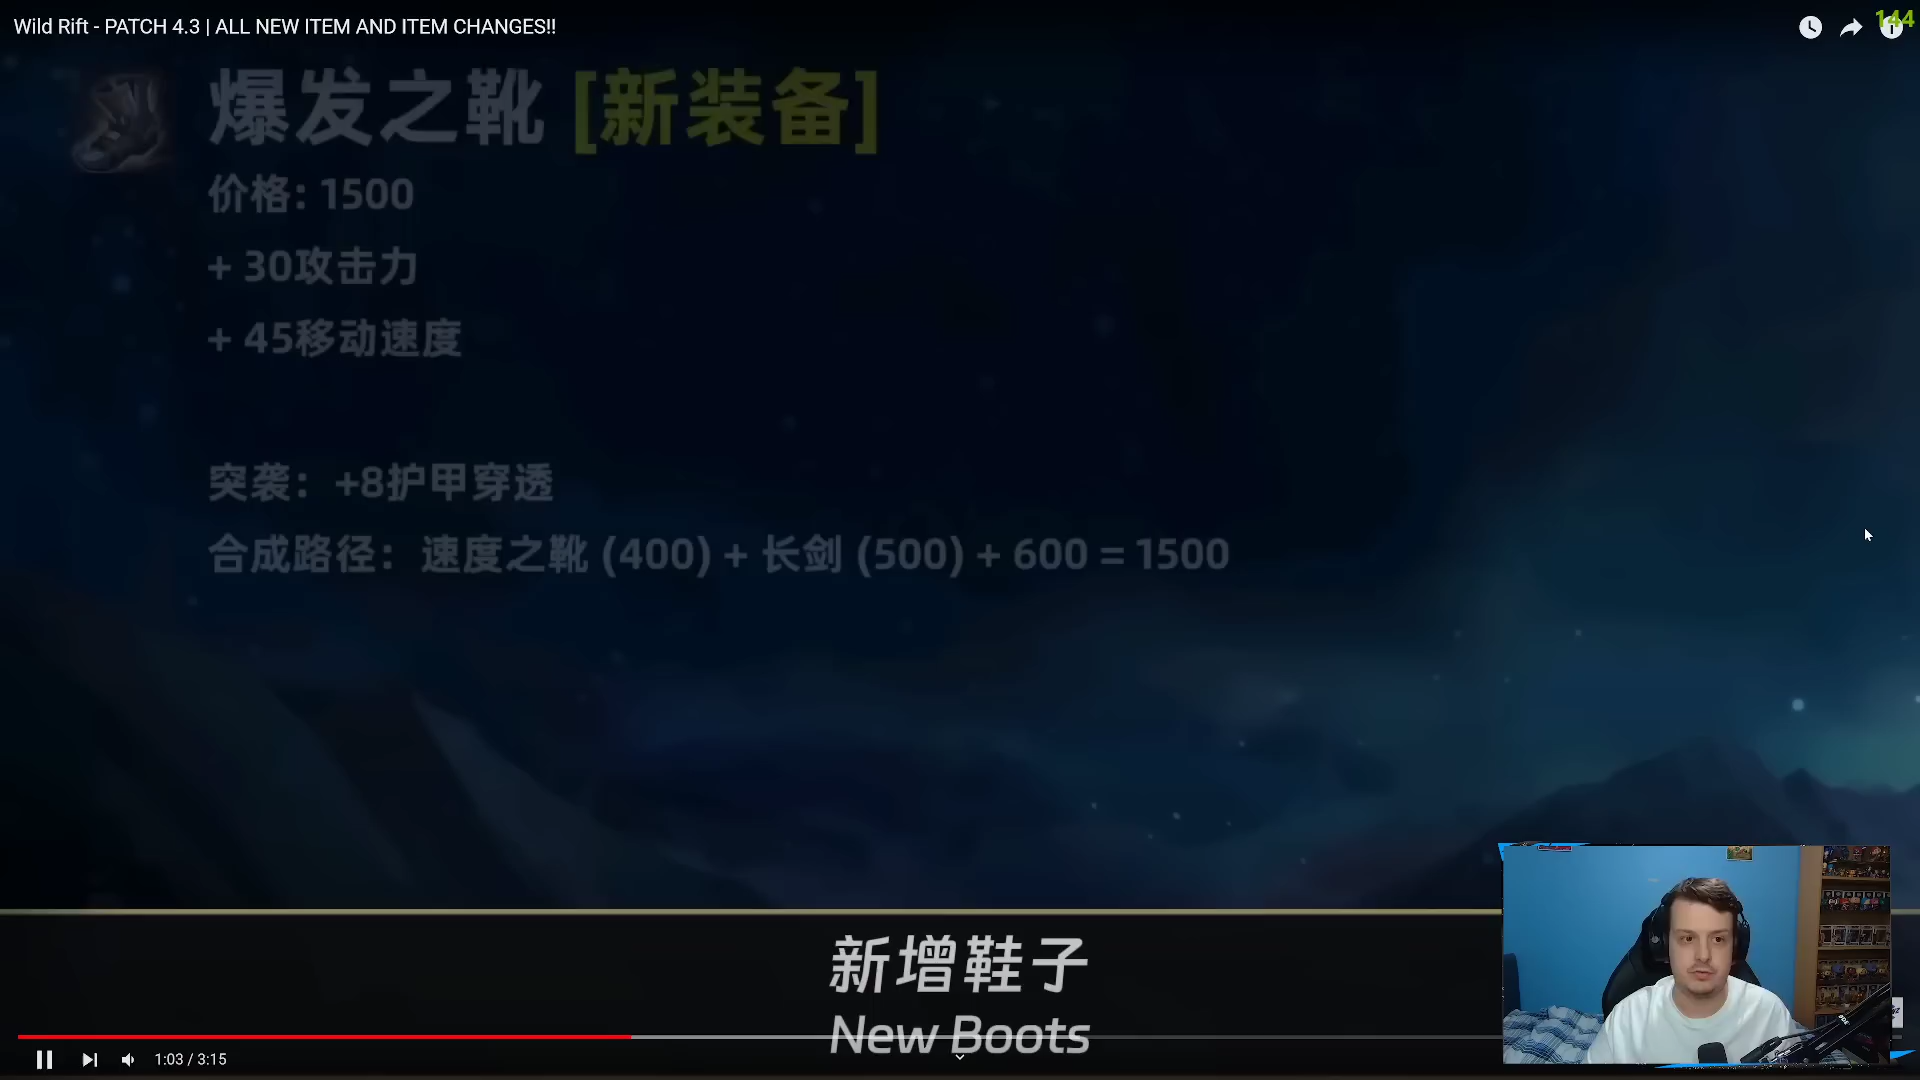 Wild Rift - PATCH 4.3 | ALL NEW ITEM AND ITEM CHANGES!!
144
爆发之靴 [新装备]
价格: 1500
+ 30攻击力
+ 45移动速度
突袭：+8护甲穿透
合成路径：速度之靴 (400) + 长剑 (500) + 600 = 1500
新增鞋子
New Boots
1:03 / 3:15